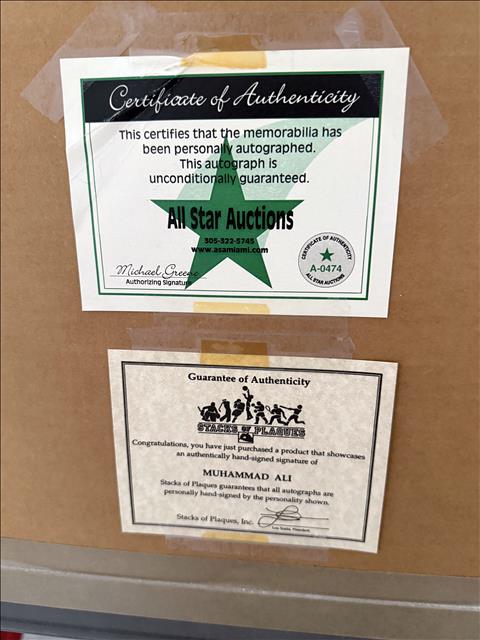 Certificate of Authenticity
This certifies that the memorabilia has
been personally autographed.
This autograph is
unconditionally guaranteed.
All Star Auctions
305-322-5745
www.asamiami.com
Michael Greene
Authorizing Signature
CERTIFICATE OF AUTHENTICITY
A-0474
ALL STAR AUCTIONS
Guarantee of Authenticity
STACKS OF PLAQUES
Congratulations, you have just purchased a product that showcases
an authentically hand-signed signature of
MUHAMMAD ALI
Stacks of Plaques guarantees that all autographs are
personally hand-signed by the personality shown.
Stacks of Plaques, Inc.
President